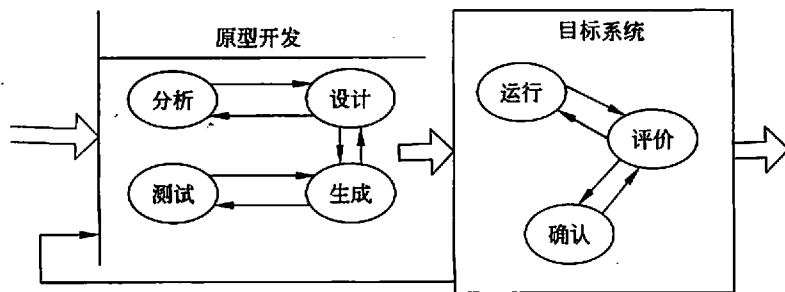 原型开发
目标系统
分析
设计
运行
评价
测试
生成
确认